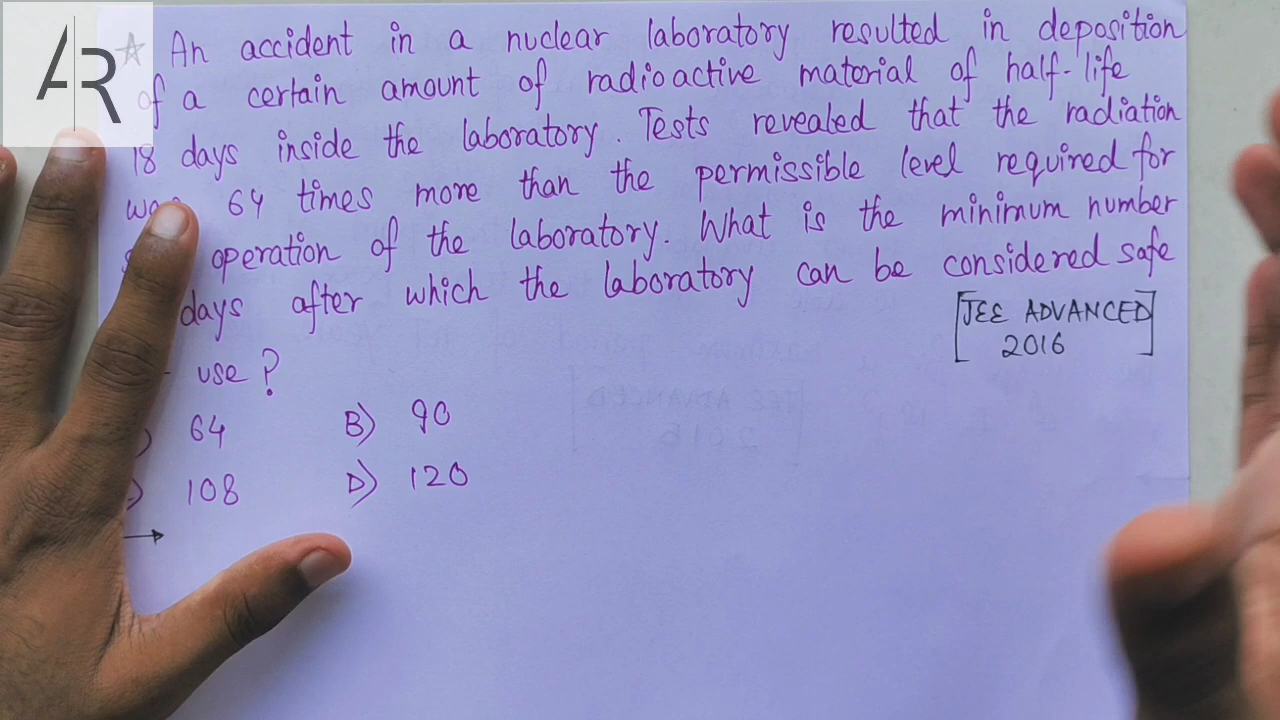 AR
An accident in a nuclear laboratory resulted in deposition
of a certain amount of radioactive material of half-life
18 days inside the laboratory. Tests revealed that the radiation
64 times more than the permissible level required for
operation of the laboratory. What is the minimum number
days after which the laboratory can be considered safe
[JEE ADVANCED
2016]
use ?
64 B) 90
108 D) 120